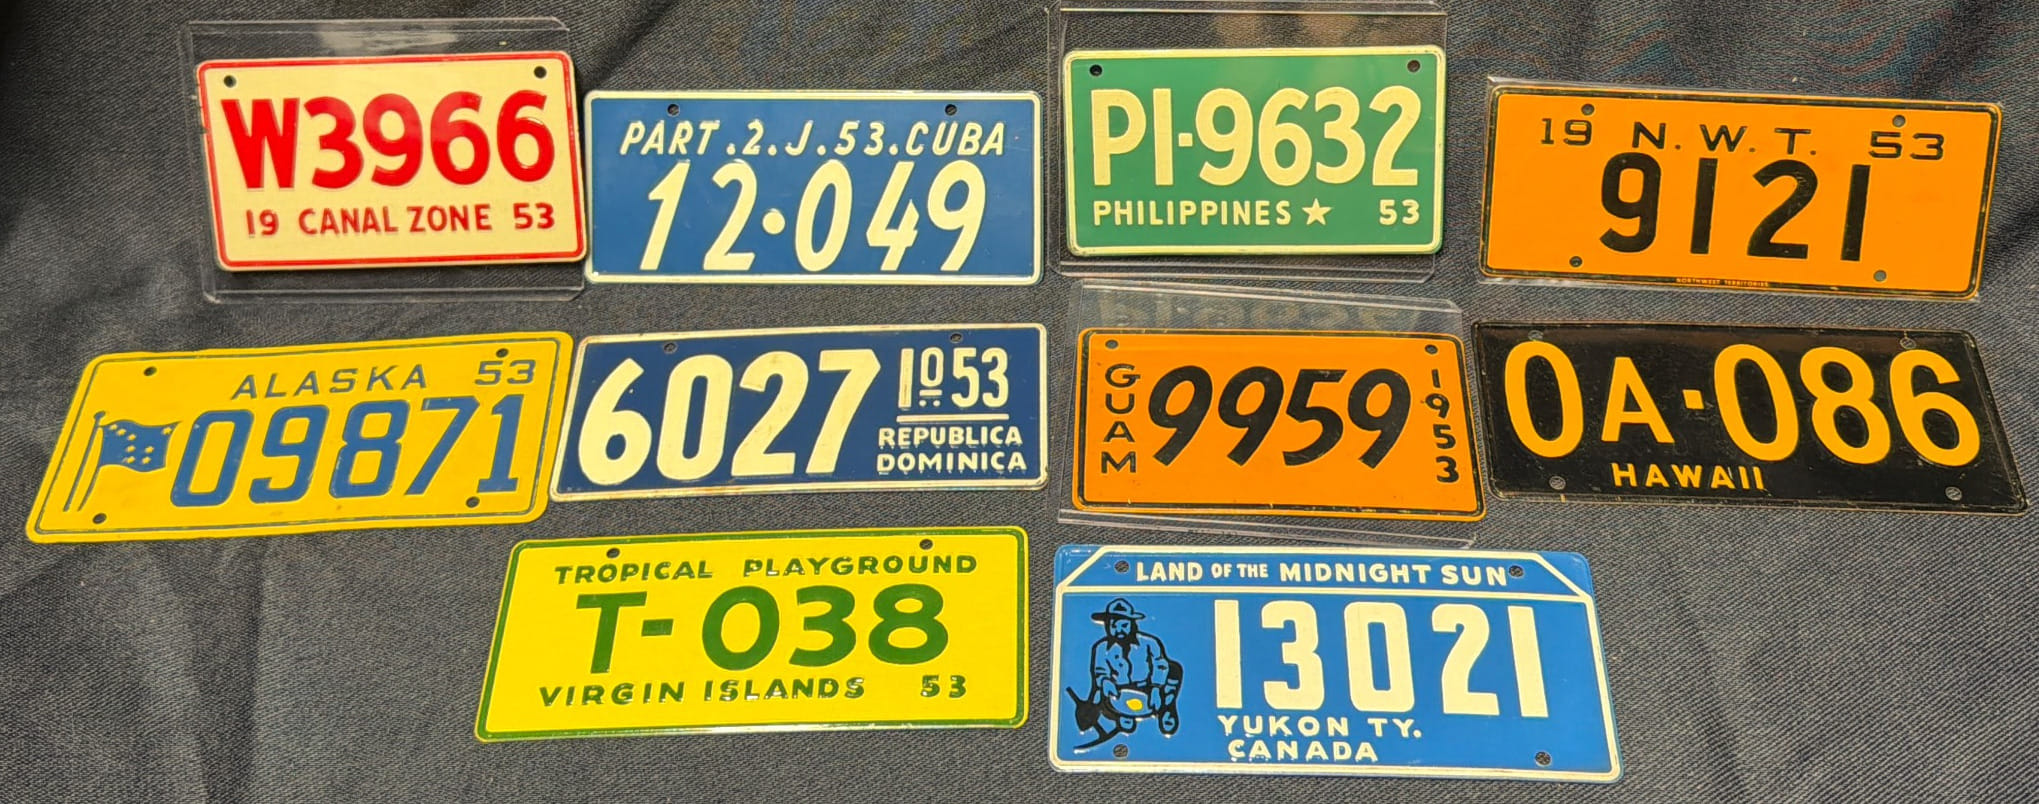 W3966
19 CANAL ZONE 53
PART.2.J.53.CUBA
12·049
PI-9632
PHILIPPINES ★ 53
19 N.W.T. 53
9121
NORTHWEST TERRITORIES
ALASKA 53
09871
6027 10 53
REPUBLICA
DOMINICA
GUAM 9959 1953
0A·086
HAWAII
TROPICAL PLAYGROUND
T-038
VIRGIN ISLANDS 53
LAND OF THE MIDNIGHT SUN
13021
YUKON TY.
CANADA